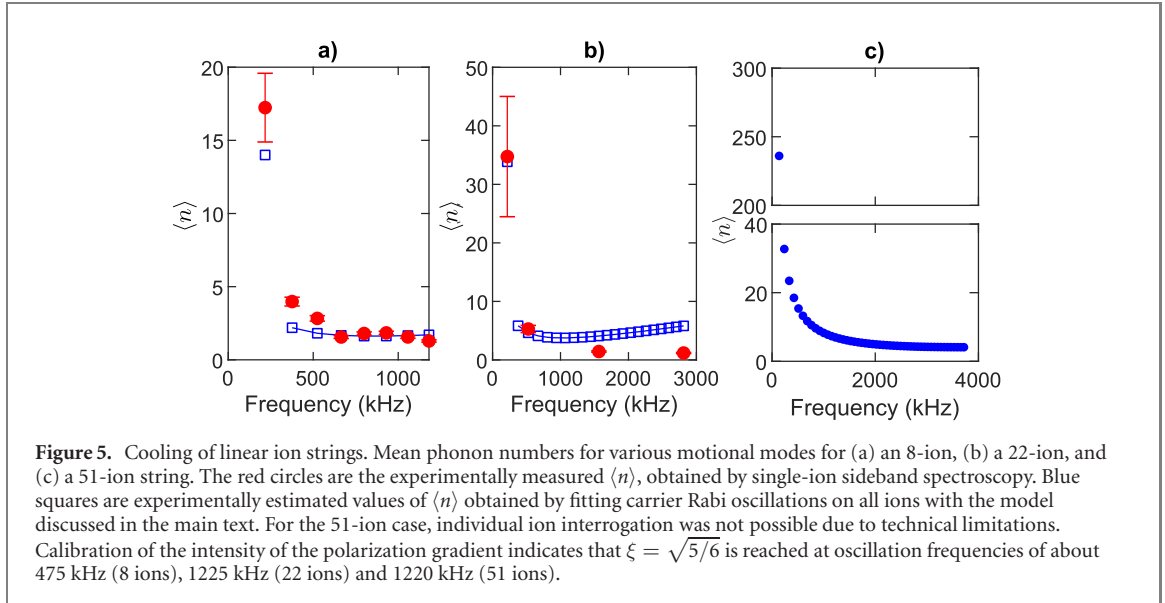 a)
b)
c)
20
15
10
5
0
⟨n⟩
0
500
1000
Frequency (kHz)
50
40
30
20
10
0
⟨n⟩
0
1000
2000
3000
Frequency (kHz)
300
250
200
40
20
0
⟨n⟩
0
2000
4000
Frequency (kHz)
Figure 5. Cooling of linear ion strings. Mean phonon numbers for various motional modes for (a) an 8-ion, (b) a 22-ion, and
(c) a 51-ion string. The red circles are the experimentally measured ⟨n⟩, obtained by single-ion sideband spectroscopy. Blue
squares are experimentally estimated values of ⟨n⟩ obtained by fitting carrier Rabi oscillations on all ions with the model
discussed in the main text. For the 51-ion case, individual ion interrogation was not possible due to technical limitations.
Calibration of the intensity of the polarization gradient indicates that ξ = √5/6 is reached at oscillation frequencies of about
475 kHz (8 ions), 1225 kHz (22 ions) and 1220 kHz (51 ions).